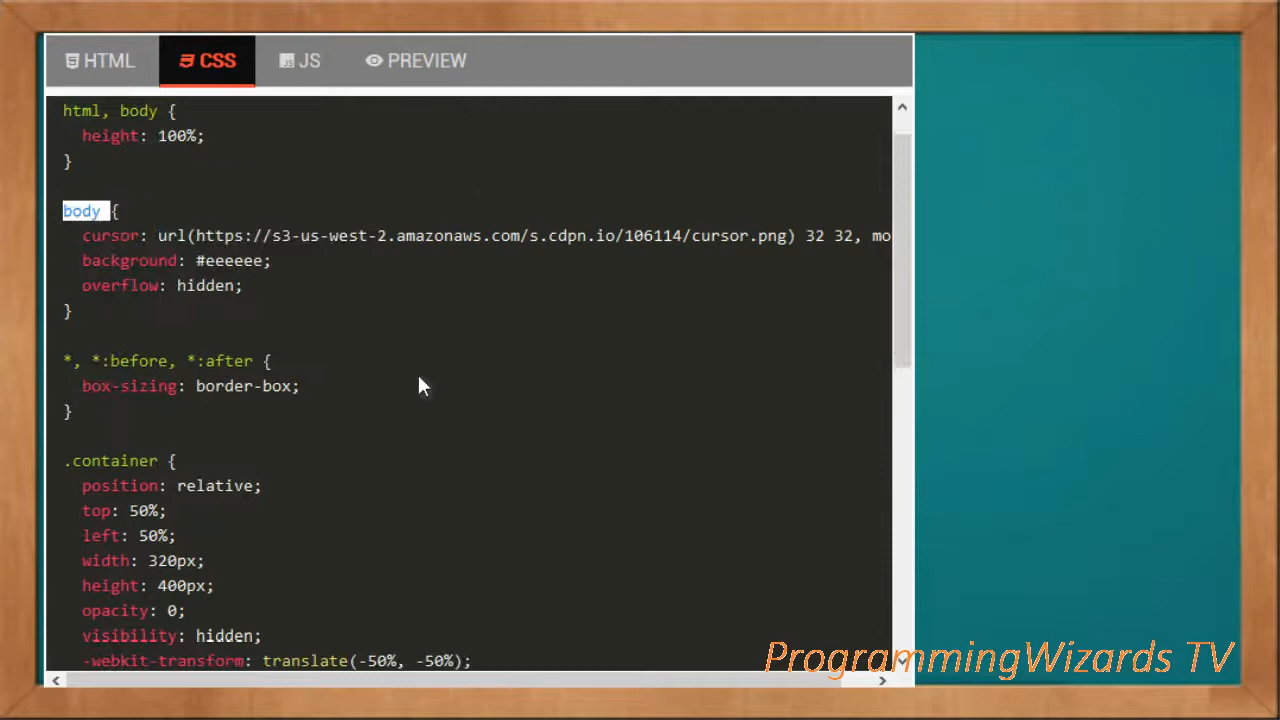 HTML CSS JS PREVIEW
html, body {
height: 100%;
}
body {
cursor: url(https://s3-us-west-2.amazonaws.com/s.cdpn.io/106114/cursor.png) 32 32, mo
background: #eeeeee;
overflow: hidden;
}
*, *:before, *:after {
box-sizing: border-box;
}
.container {
position: relative;
top: 50%;
left: 50%;
width: 320px;
height: 400px;
opacity: 0;
visibility: hidden;
-webkit-transform: translate(-50%, -50%);
ProgrammingWizards TV